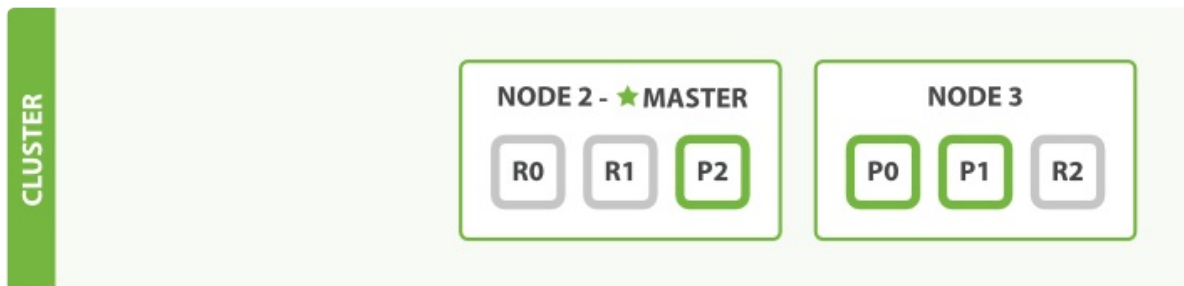 CLUSTER
NODE 2 - ★ MASTER
R0 R1 P2
NODE 3
P0 P1 R2